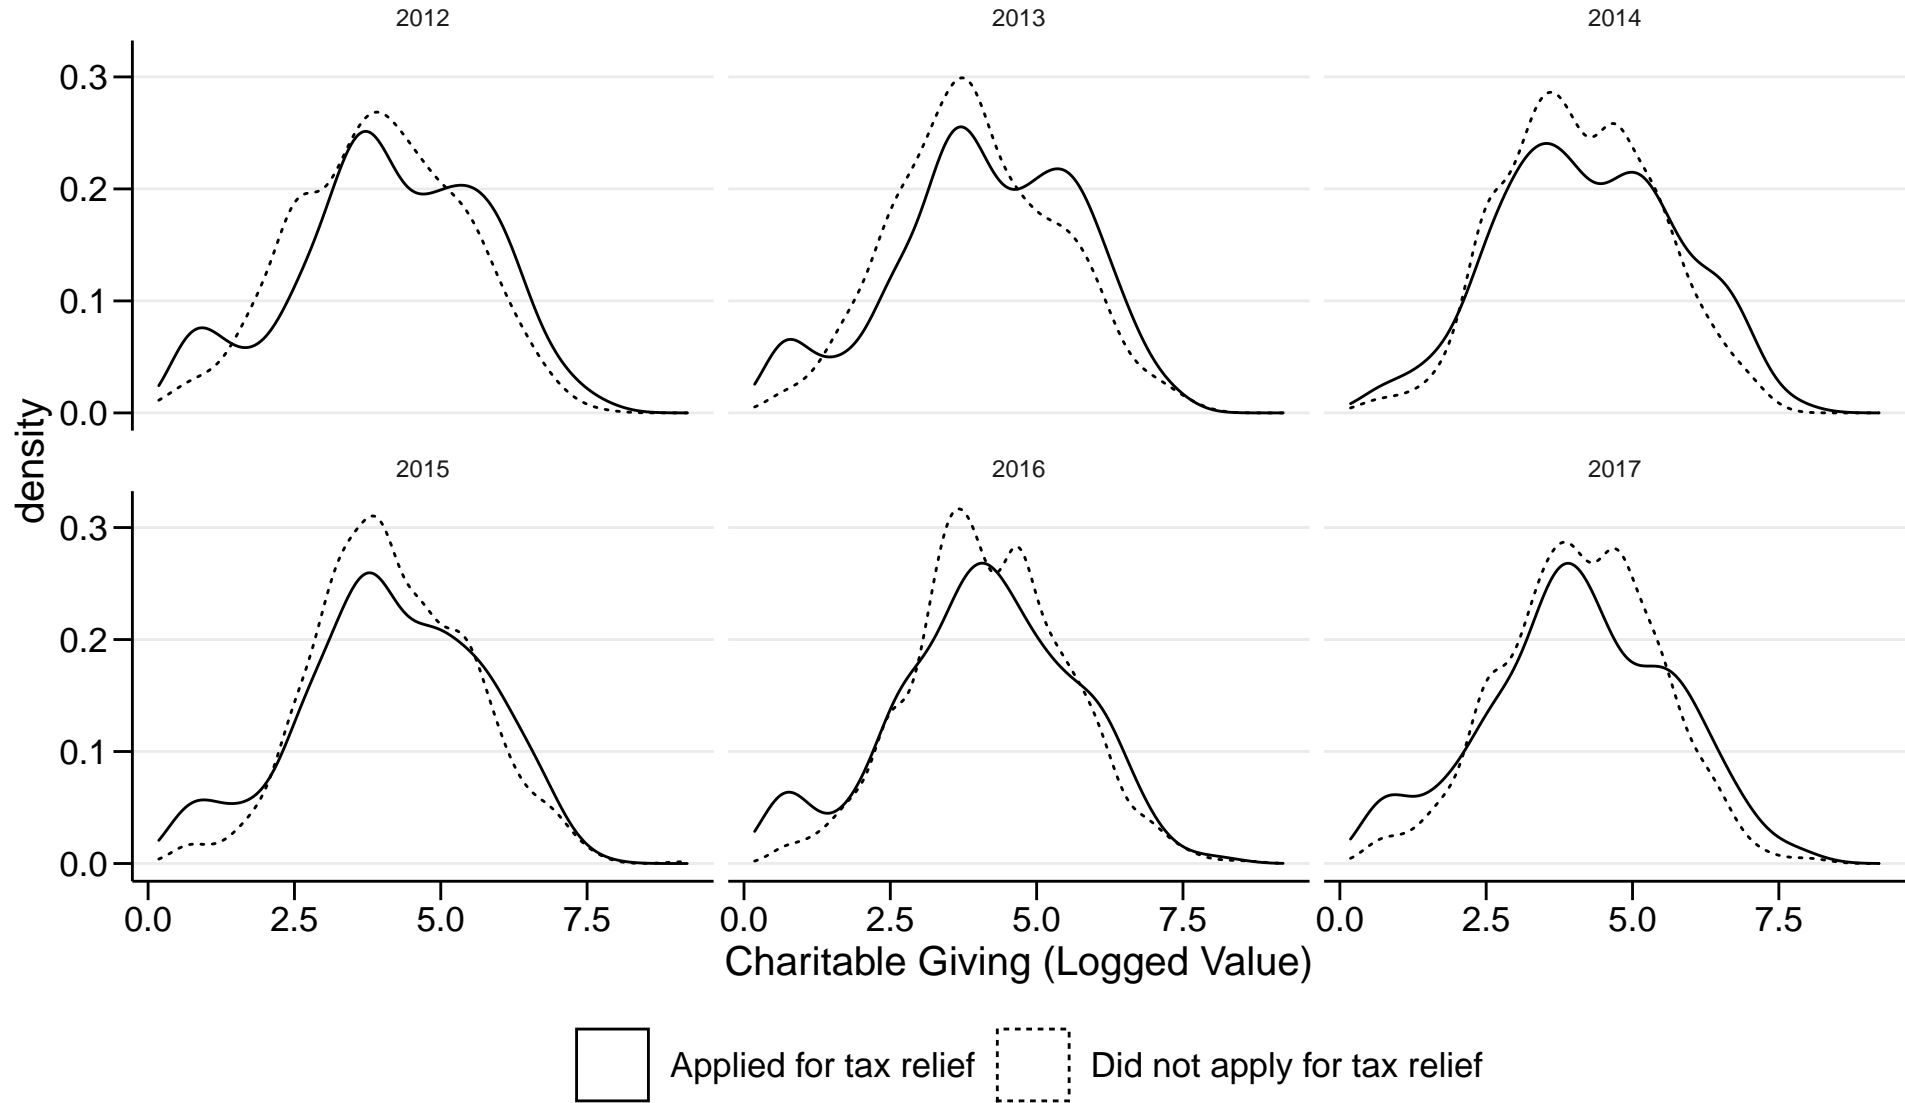 2012 2013 2014
0.3
0.2
0.1
0.0
density
2015 2016 2017
0.3
0.2
0.1
0.0
0.0 2.5 5.0 7.5 0.0 2.5 5.0 7.5 0.0 2.5 5.0 7.5
Charitable Giving (Logged Value)
Applied for tax relief Did not apply for tax relief